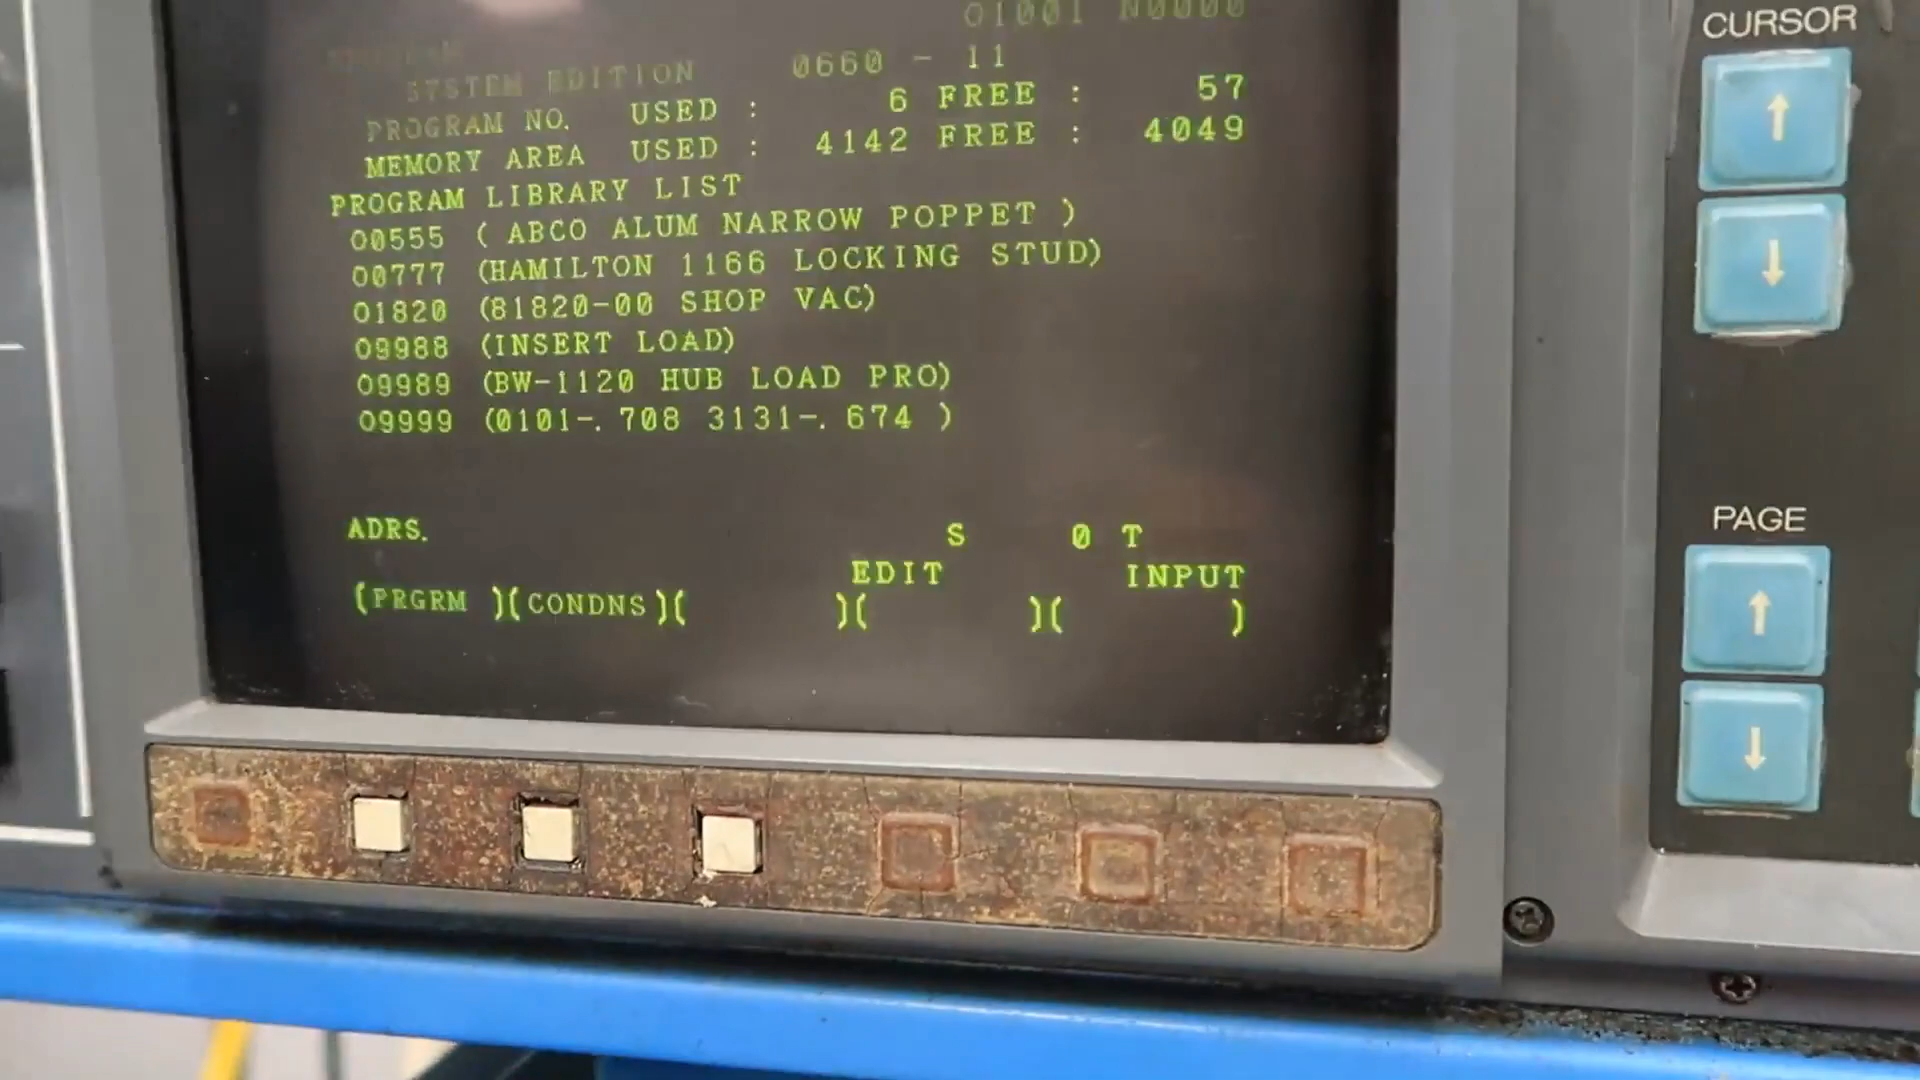 O1001 N0000
PROGRAM
SYSTEM EDITION 0660 - 11
PROGRAM NO. USED : 6 FREE : 57
MEMORY AREA USED : 4142 FREE : 4049
PROGRAM LIBRARY LIST
O0555 ( ABCO ALUM NARROW POPPET )
O0777 (HAMILTON 1166 LOCKING STUD)
O1820 (81820-00 SHOP VAC)
O9988 (INSERT LOAD)
O9989 (BW-1120 HUB LOAD PRO)
O9999 (0101-.708 3131-.674 )
ADRS. S 0 T
EDIT INPUT
(PRGRM )(CONDNS)( )( )( )
CURSOR
↑
↓
PAGE
↑
↓